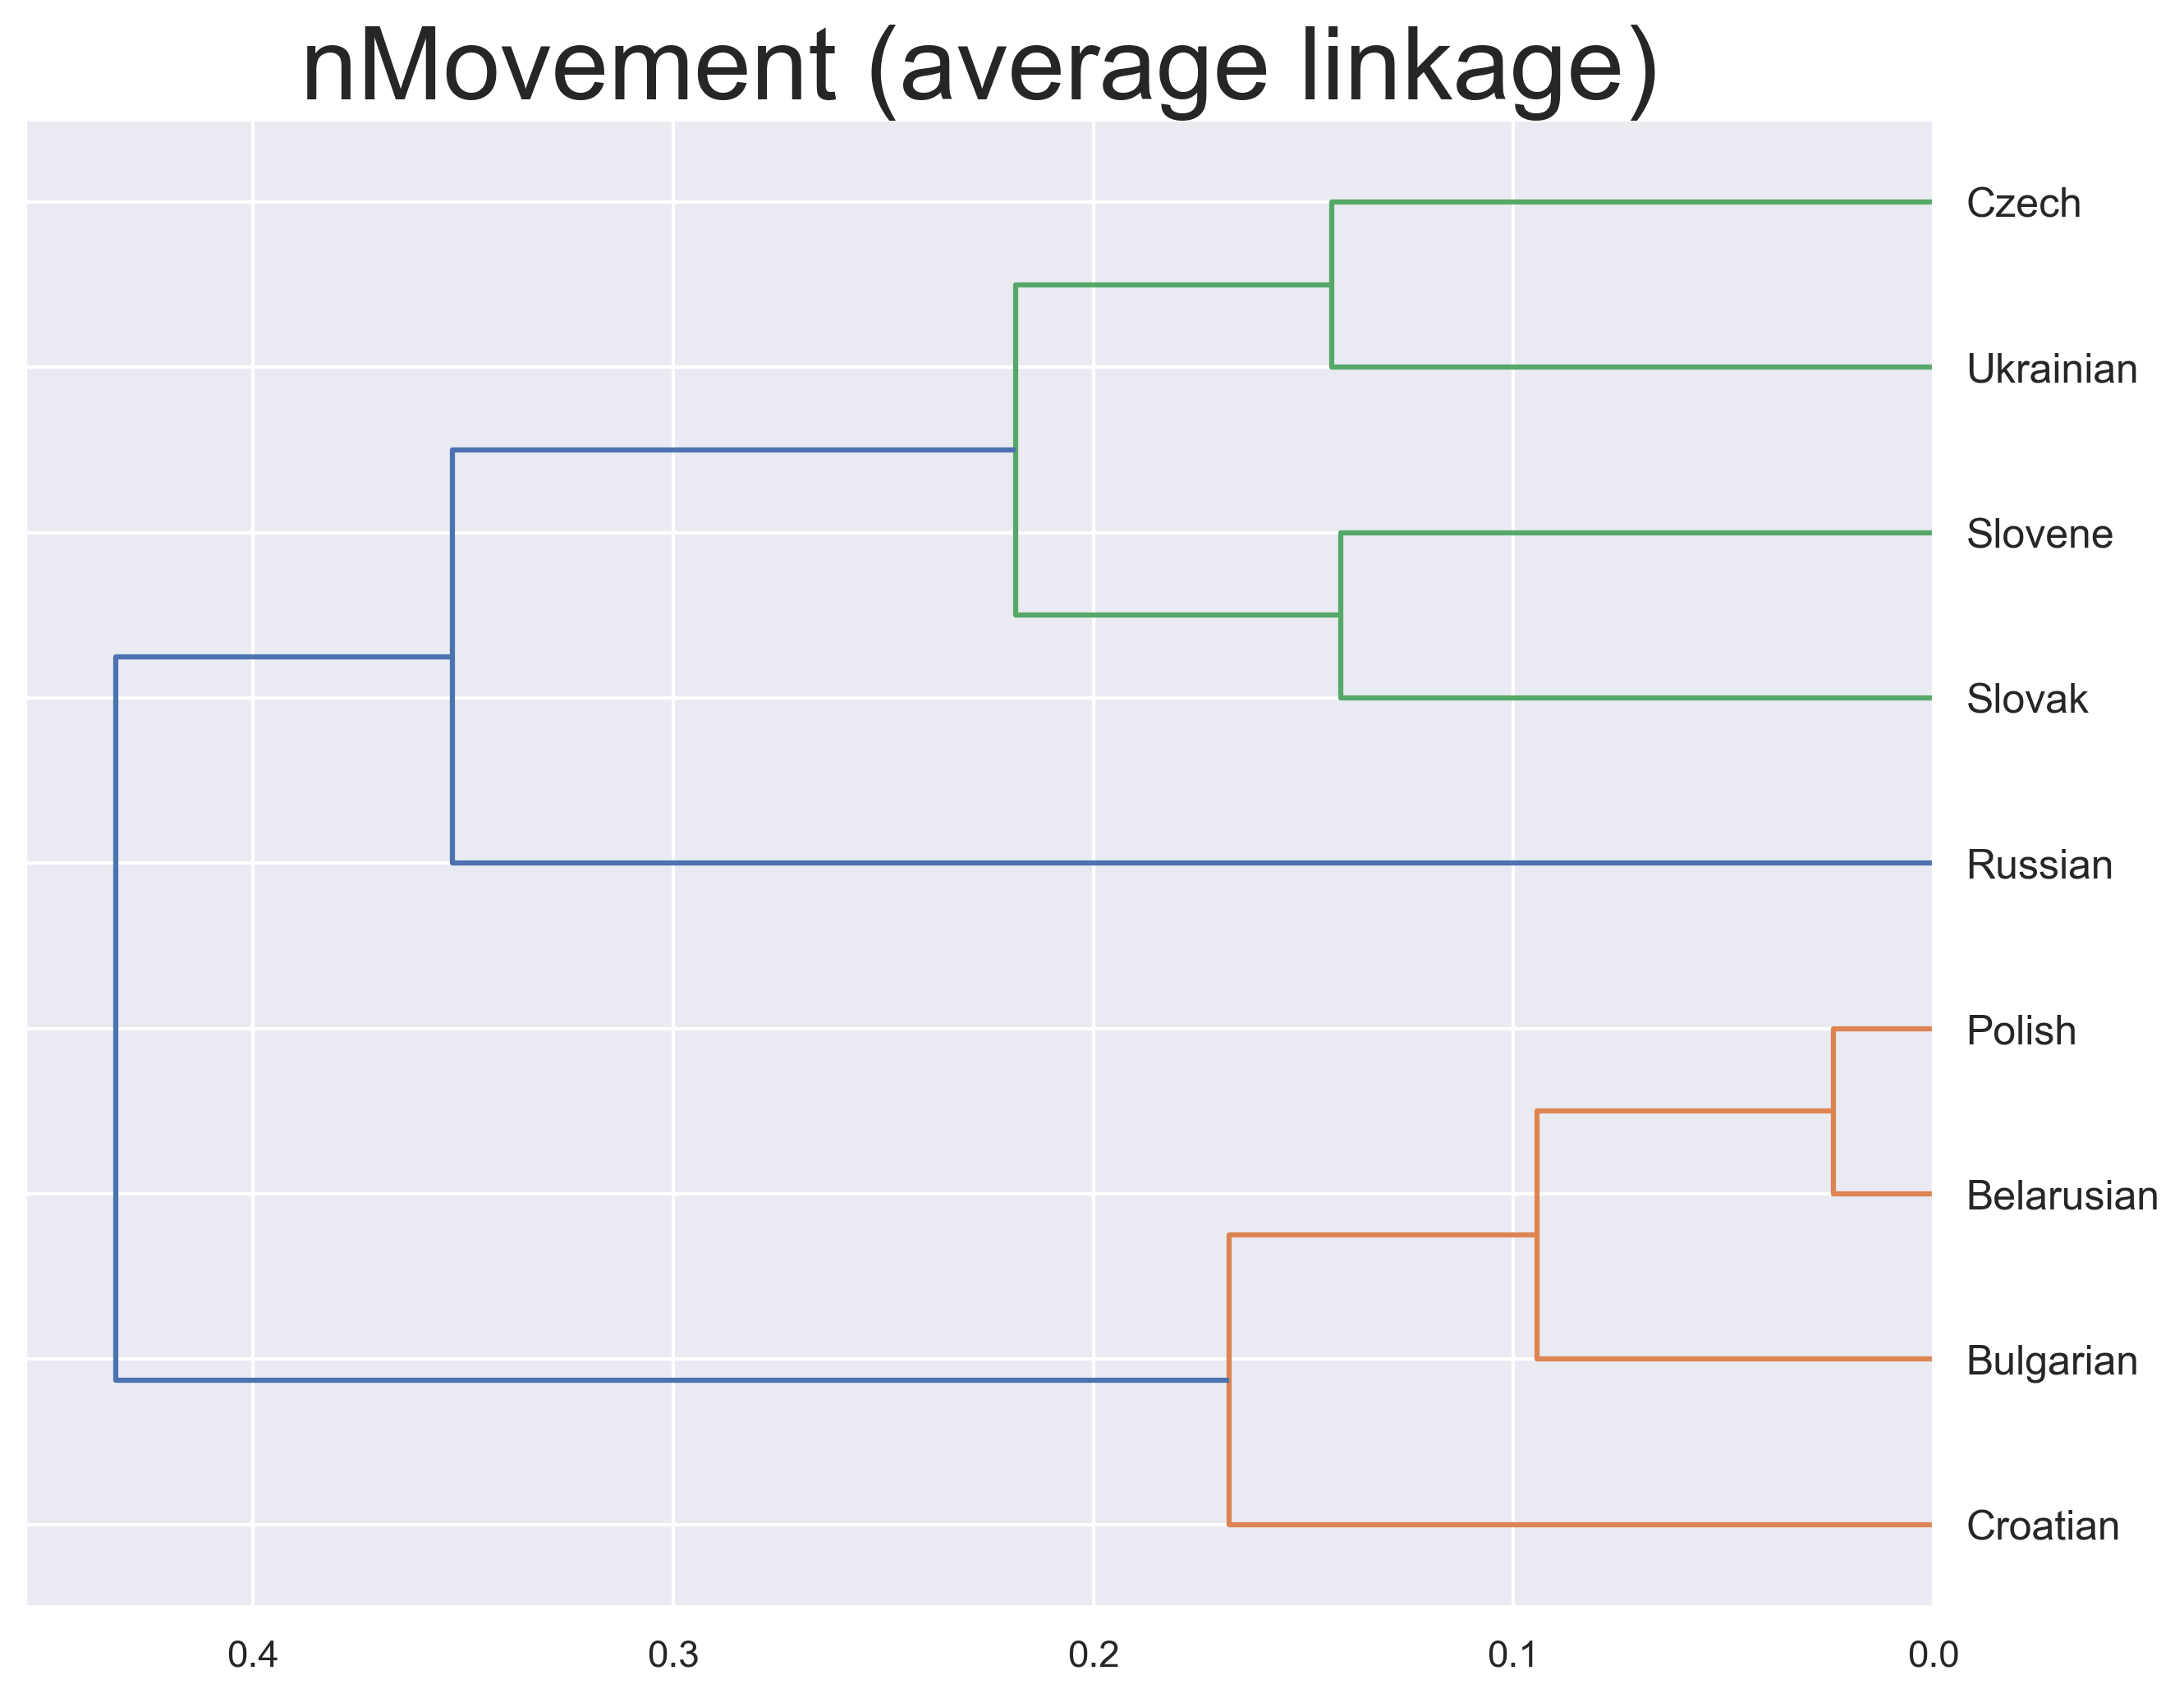 nMovement (average linkage)
Czech
Ukrainian
Slovene
Slovak
Russian
Polish
Belarusian
Bulgarian
Croatian
0.4 0.3 0.2 0.1 0.0